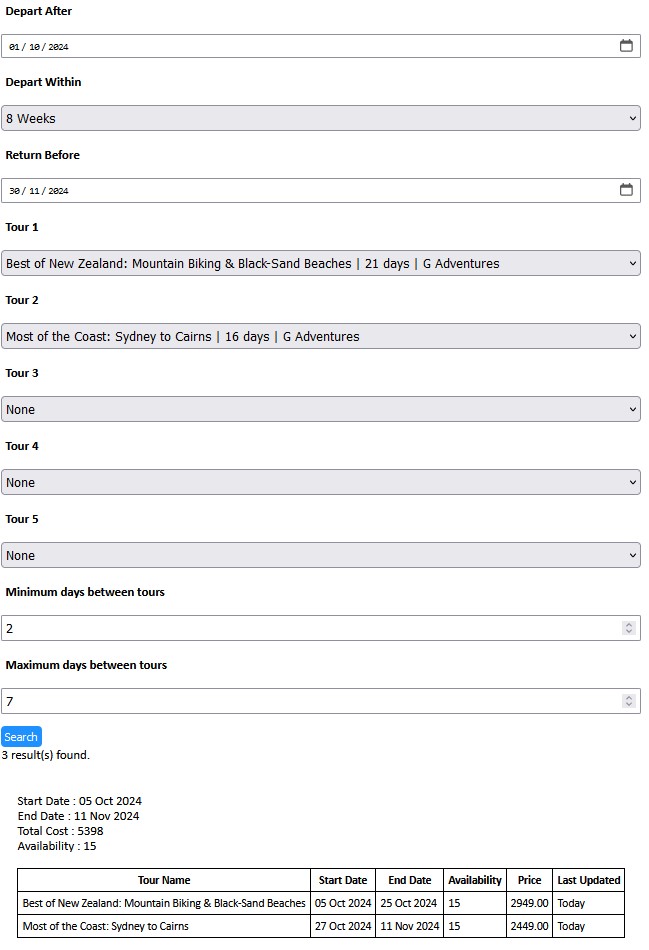 Depart After
01 / 10 / 2024
Depart Within
8 Weeks
Return Before
30 / 11 / 2024
Tour 1
Best of New Zealand: Mountain Biking & Black-Sand Beaches | 21 days | G Adventures
Tour 2
Most of the Coast: Sydney to Cairns | 16 days | G Adventures
Tour 3
None
Tour 4
None
Tour 5
None
Minimum days between tours
2
Maximum days between tours
7
Search
3 result(s) found.
Start Date : 05 Oct 2024
End Date : 11 Nov 2024
Total Cost : 5398
Availability : 15
Tour Name Start Date End Date Availability Price Last Updated
Best of New Zealand: Mountain Biking & Black-Sand Beaches 05 Oct 2024 25 Oct 2024 15 2949.00 Today
Most of the Coast: Sydney to Cairns 27 Oct 2024 11 Nov 2024 15 2449.00 Today